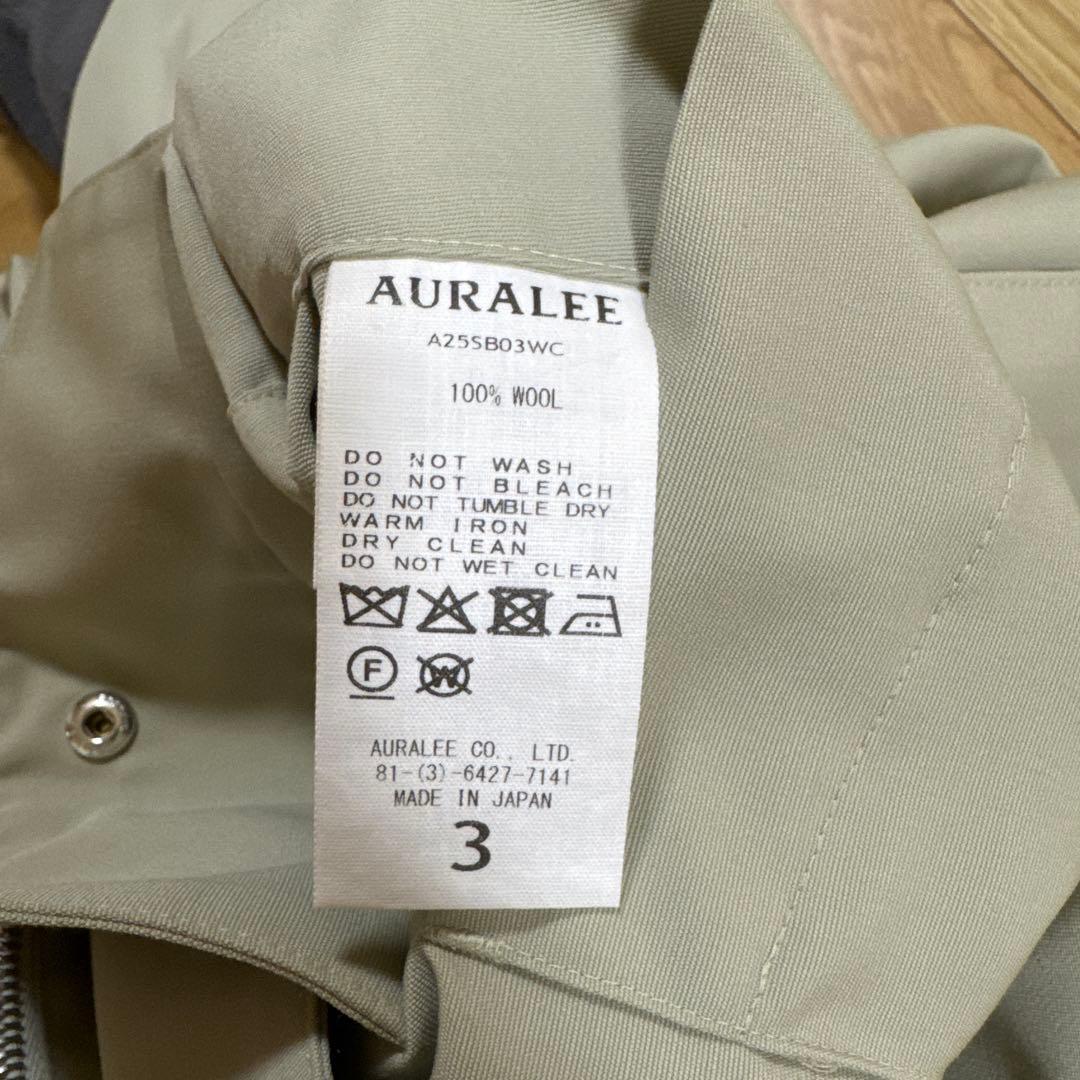 AURALEE
A25SB03WC
100% WOOL
DO NOT WASH
DO NOT BLEACH
DO NOT TUMBLE DRY
WARM IRON
DRY CLEAN
DO NOT WET CLEAN
F
W
AURALEE CO., LTD.
81-(3)-6427-7141
MADE IN JAPAN
3